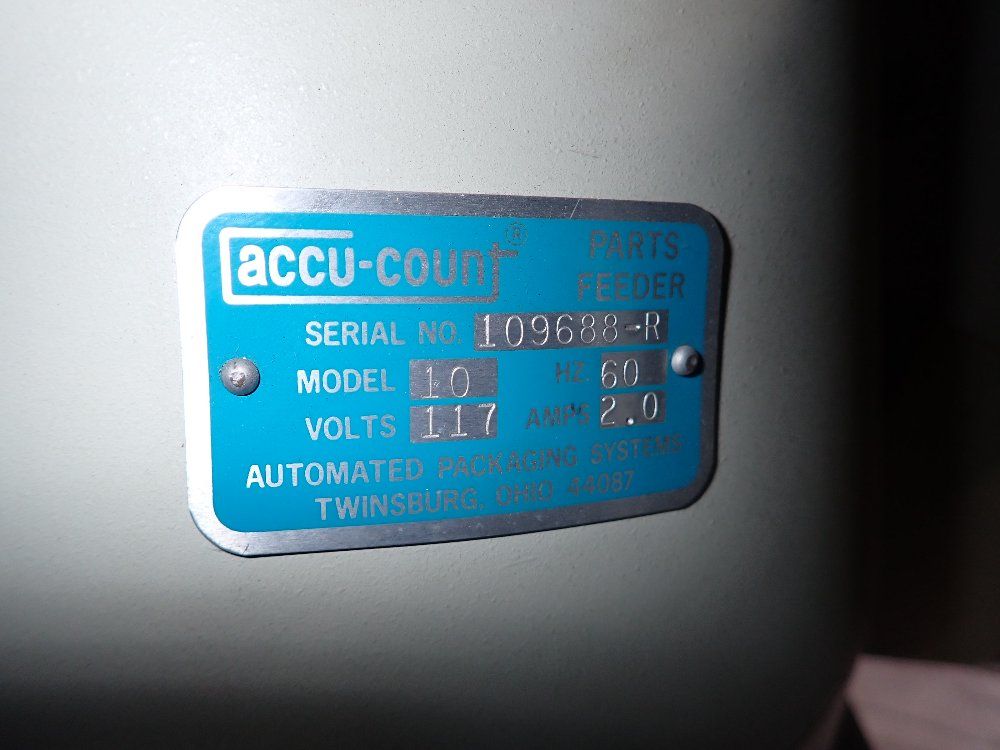 accu-count® PARTS
FEEDER
SERIAL NO. 109688-R
MODEL 10 HZ. 60
VOLTS 117 AMPS 2.0
AUTOMATED PACKAGING SYSTEMS
TWINSBURG, OHIO 44087